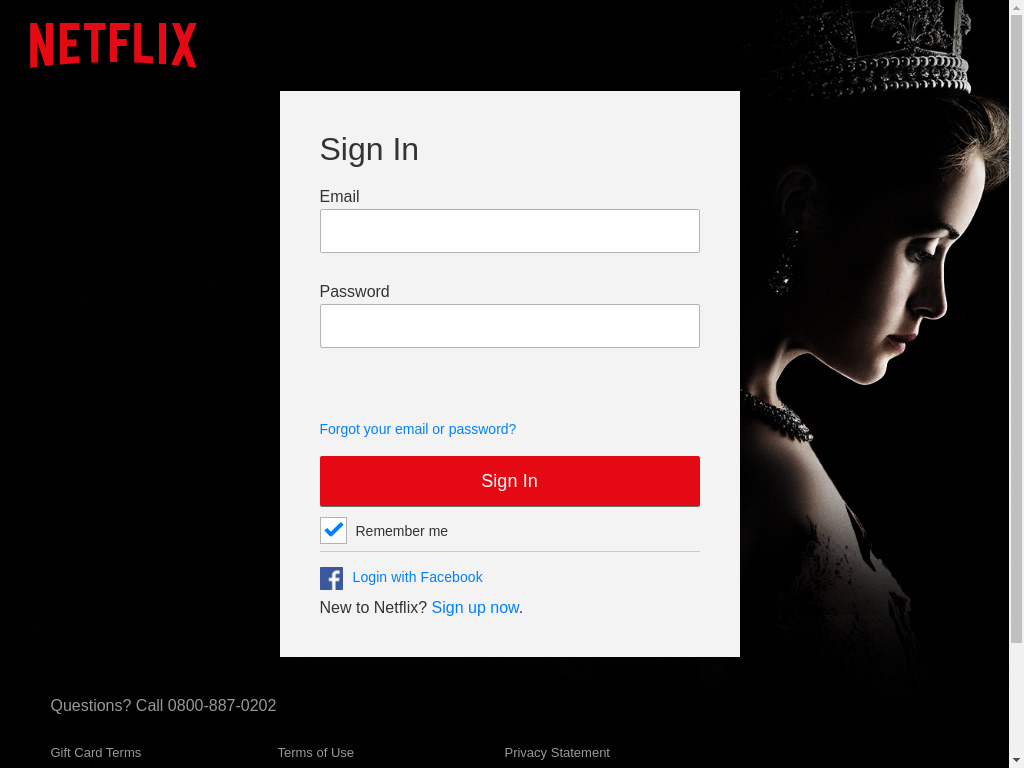 NETFLIX
Sign In
Email
Password
Forgot your email or password?
Sign In
Remember me
Login with Facebook
New to Netflix? Sign up now.
Questions? Call 0800-887-0202
Gift Card Terms
Terms of Use
Privacy Statement